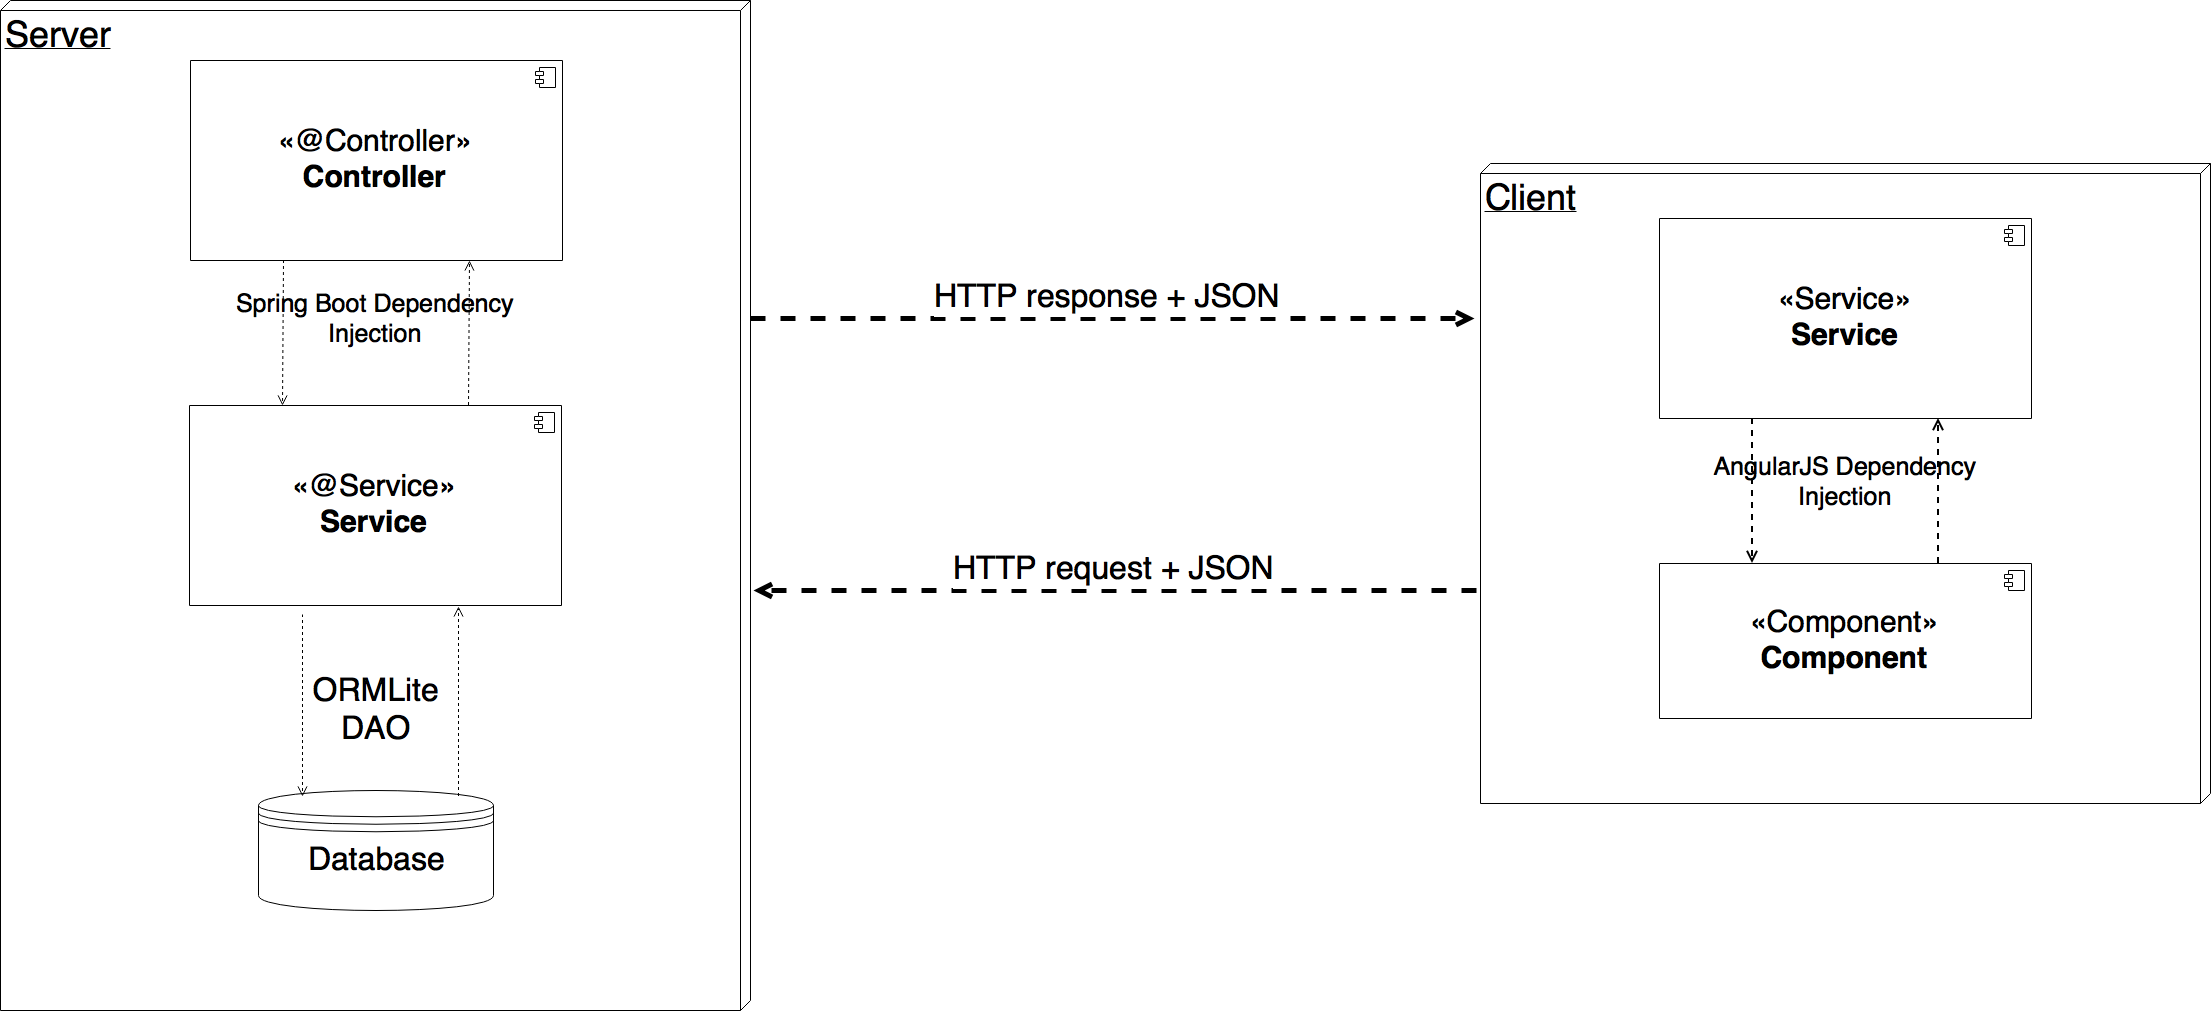 Server
«@Controller»
Controller
Spring Boot Dependency
Injection
«@Service»
Service
ORMLite
DAO
Database
HTTP response + JSON
HTTP request + JSON
Client
«Service»
Service
AngularJS Dependency
Injection
«Component»
Component